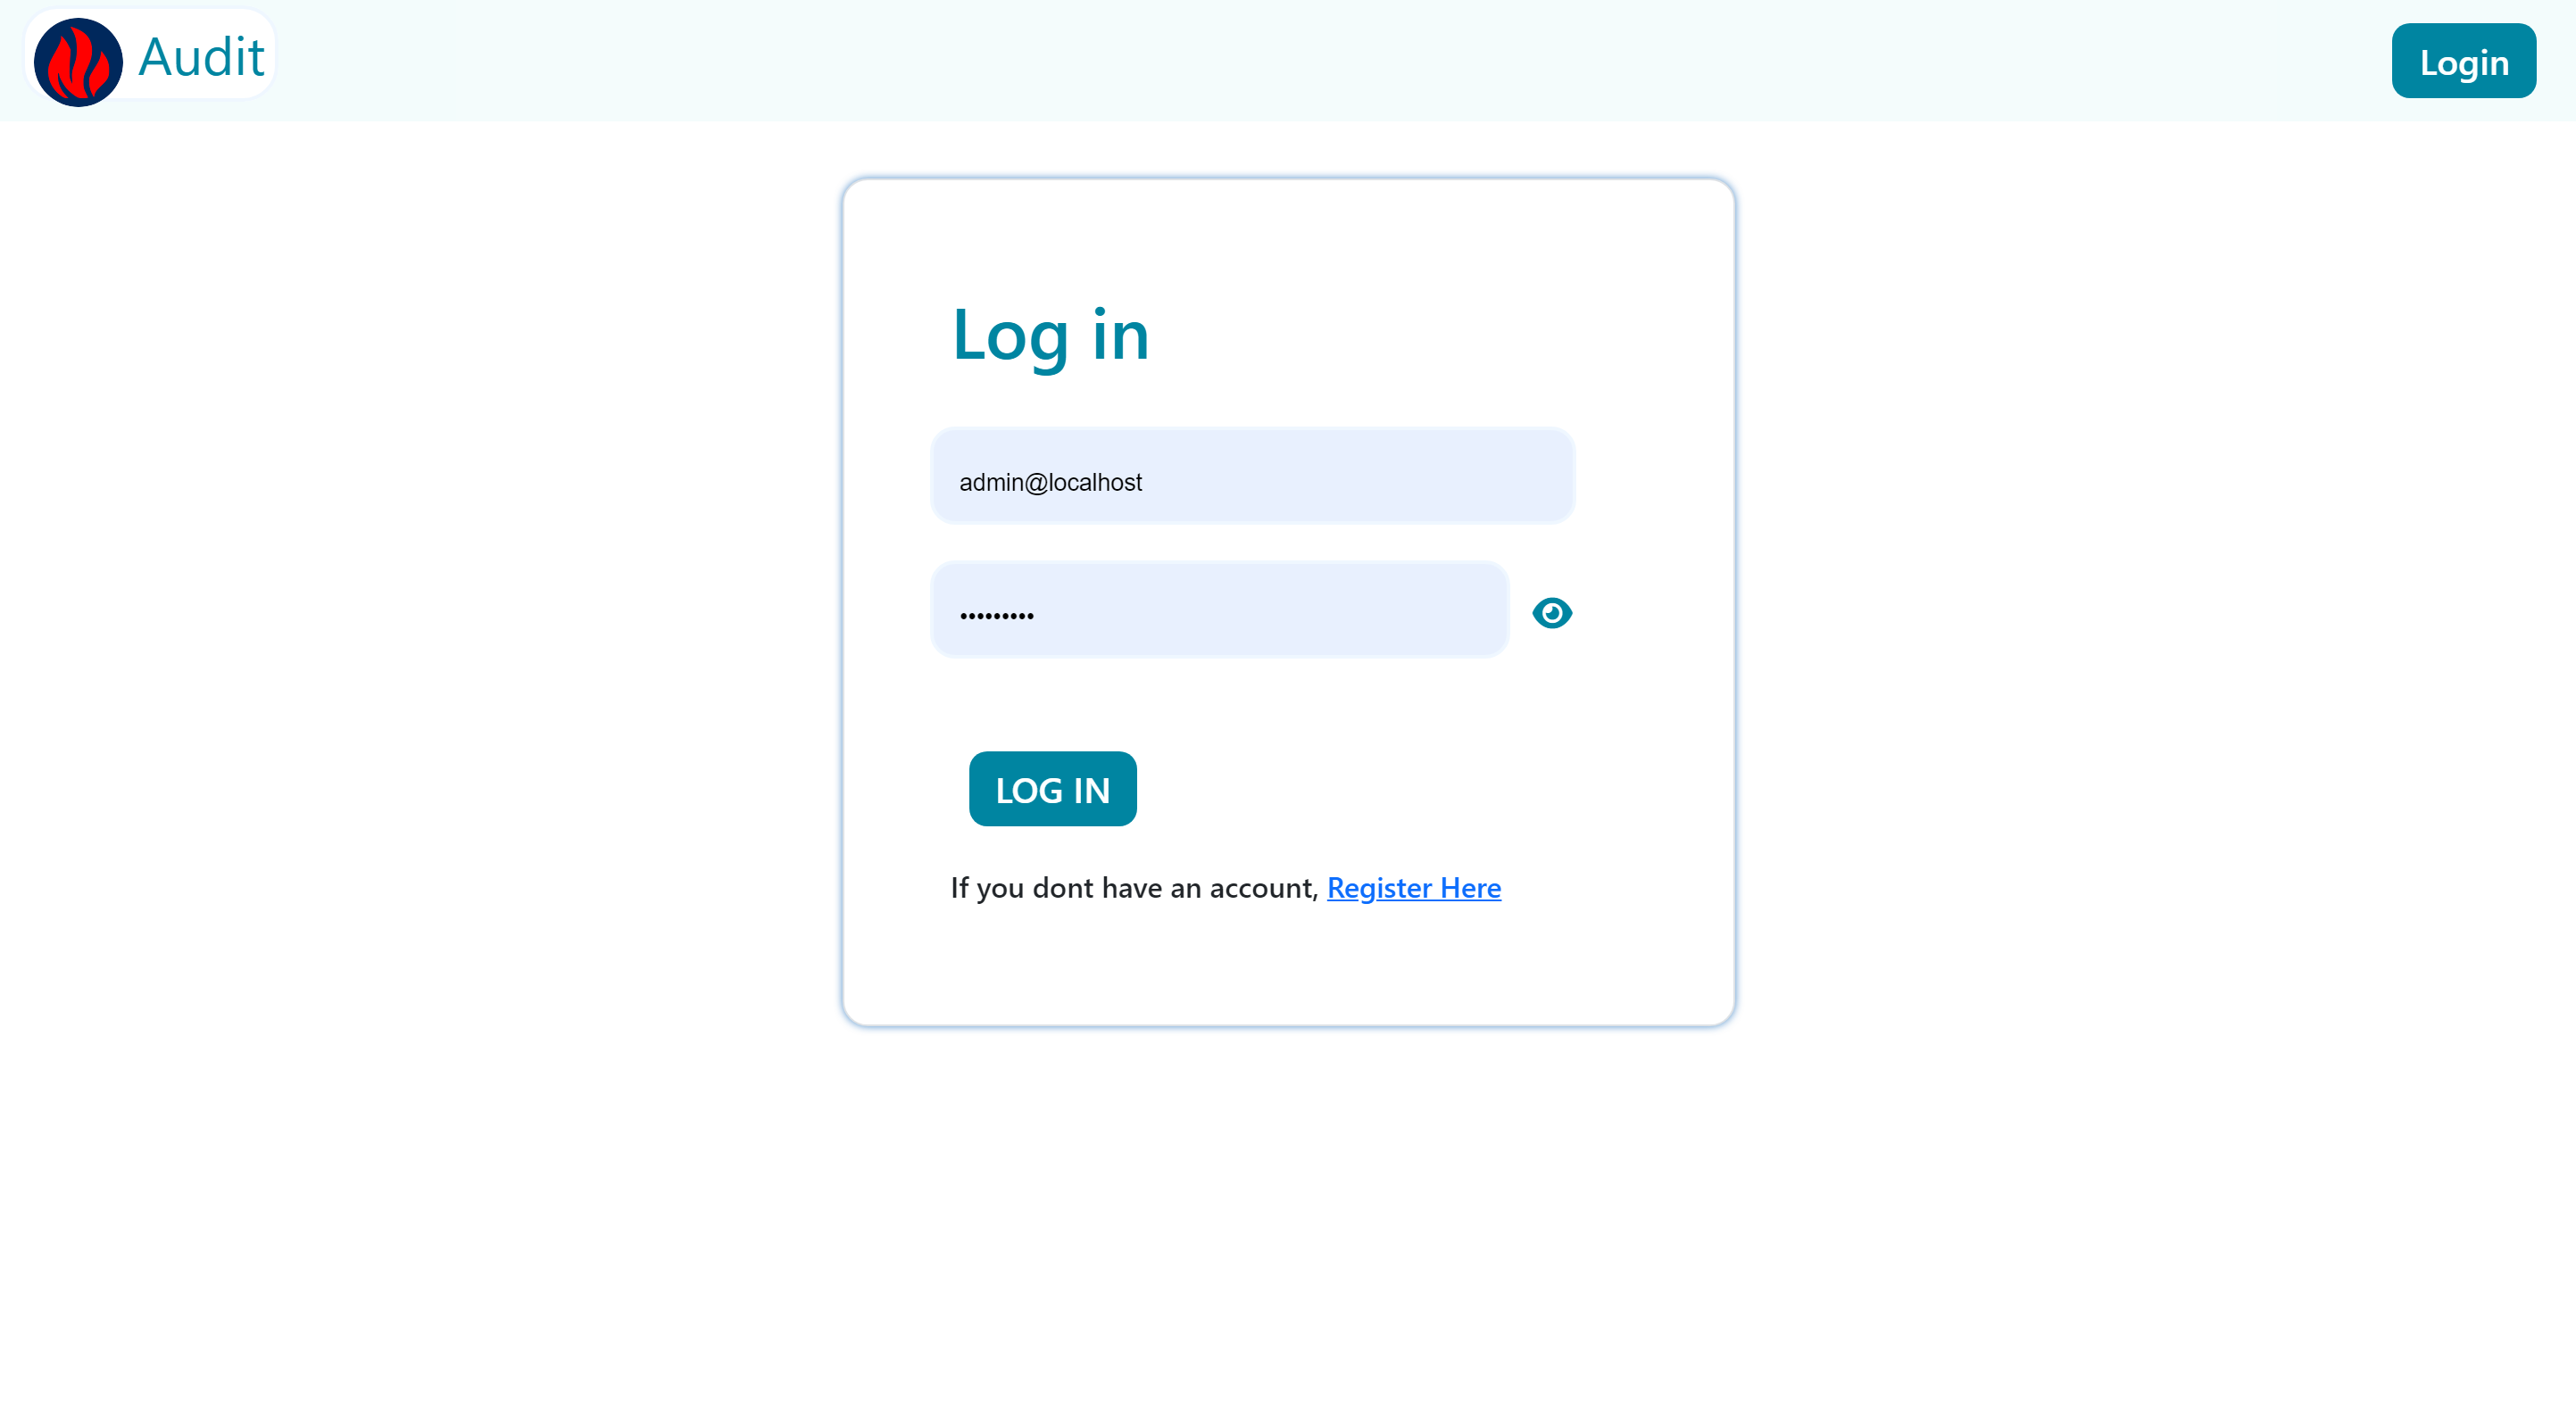 Audit
Login
Log in
admin@localhost
•••••••••
LOG IN
If you dont have an account, Register Here